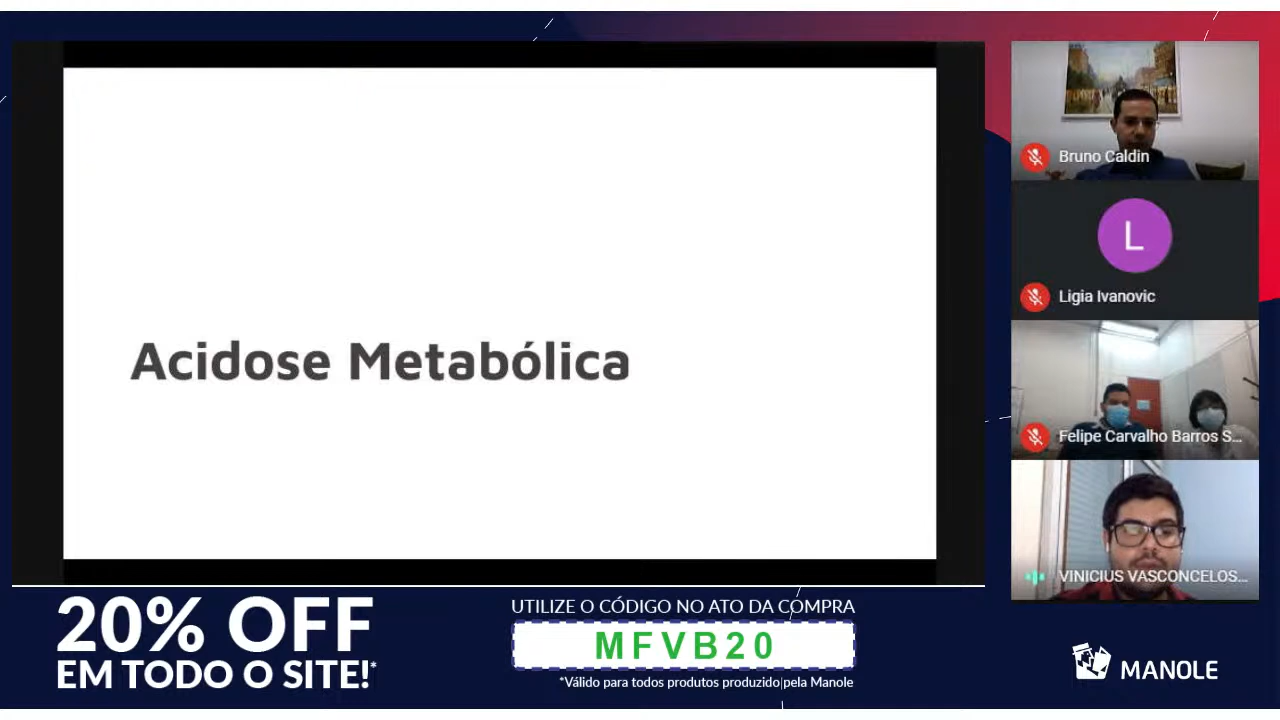 Acidose Metabólica
Bruno Caldin
L
Ligia Ivanovic
Felipe Carvalho Barros S...
VINICIUS VASCONCELOS...
20% OFF
EM TODO O SITE!*
UTILIZE O CÓDIGO NO ATO DA COMPRA
MFVB20
*Válido para todos produtos produzido pela Manole
MANOLE